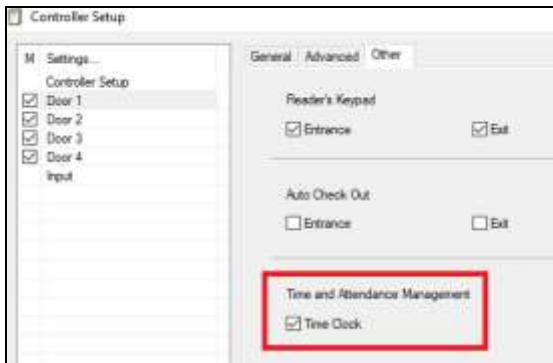 Controller Setup
M Settings...
Controller Setup
Door 1
Door 2
Door 3
Door 4
Input
General Advanced Other
Reader's Keypad
Entrance Exit
Auto Check Out
Entrance Exit
Time and Attendance Management
Time Clock